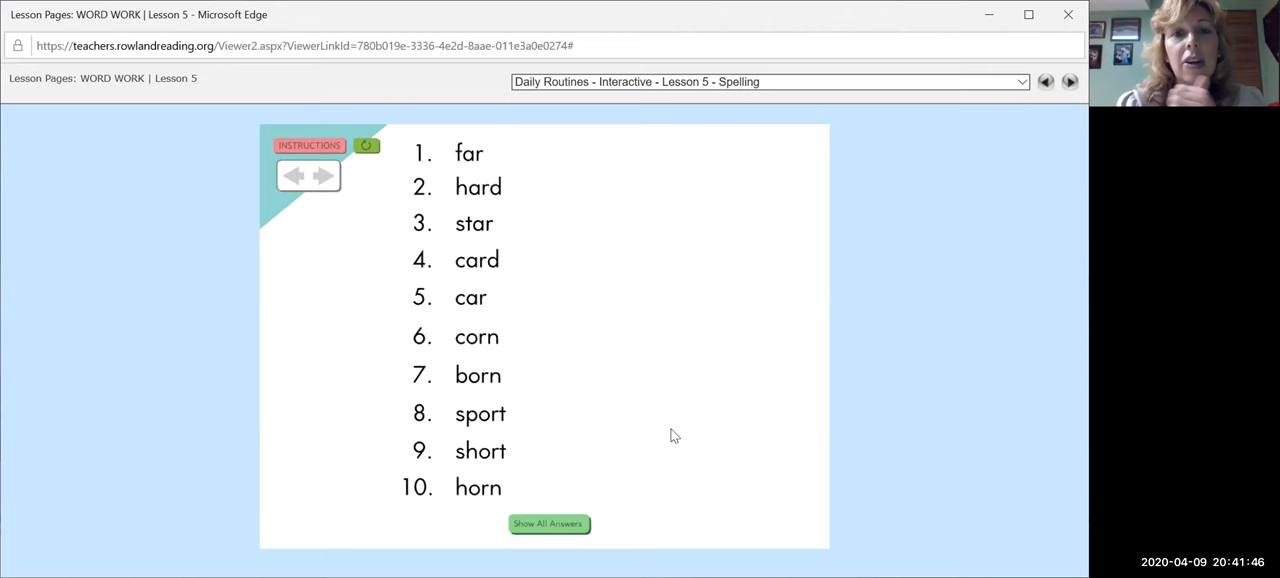 Lesson Pages: WORD WORK | Lesson 5 - Microsoft Edge
https://teachers.rowlandreading.org/Viewer2.aspx?ViewerLinkId=780b019e-3336-4e2d-8aae-011e3a0e0274#
Lesson Pages: WORD WORK | Lesson 5
Daily Routines - Interactive - Lesson 5 - Spelling
INSTRUCTIONS
1. far
2. hard
3. star
4. card
5. car
6. corn
7. born
8. sport
9. short
10. horn
Show All Answers
2020-04-09 20:41:46